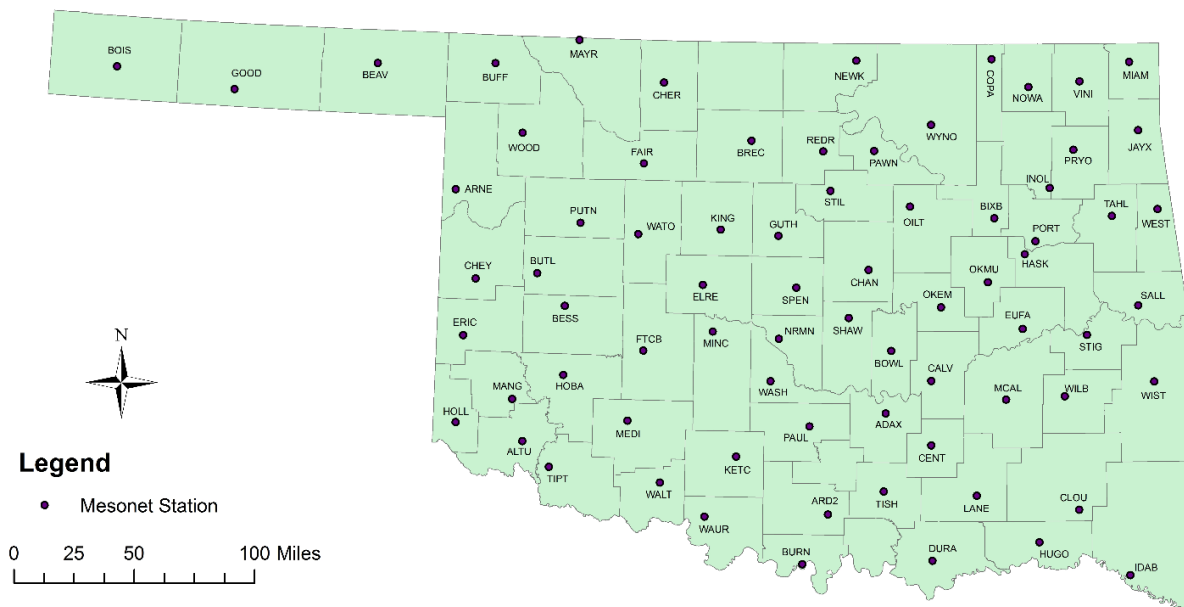 MAYR
BOIS
GOOD
BEAV
BUFF
CHER
NEWK
COPA
NOWA
VINI
MIAM
WOOD
FAIR
BREC
REDR
PAWN
WYNO
PRYO
JAYX
ARNE
STIL
INOL
PUTN
WATO
KING
GUTH
OILT
BIXB
TAHL
WEST
PORT
CHEY
BUTL
ELRE
SPEN
CHAN
OKMU
HASK
BESS
OKEM
SALL
ERIC
FTCB
MINC
NRMN
SHAW
EUFA
STIG
N
BOWL
CALV
HOBA
MANG
WASH
MCAL
WILB
WIST
HOLL
MEDI
PAUL
ADAX
ALTU
CENT
Legend
KETC
TIPT
WALT
Mesonet Station
ARD2
TISH
LANE
CLOU
WAUR
BURN
DURA
HUGO
IDAB
0 25 50 100 Miles